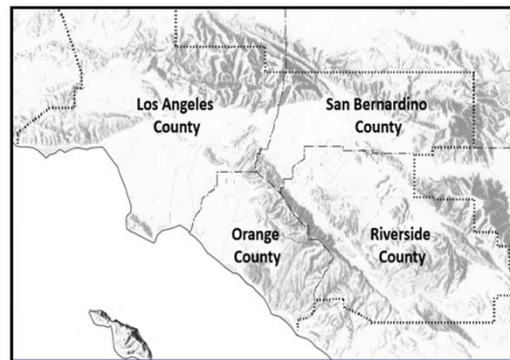 Los Angeles
County
San Bernardino
County
Orange
County
Riverside
County